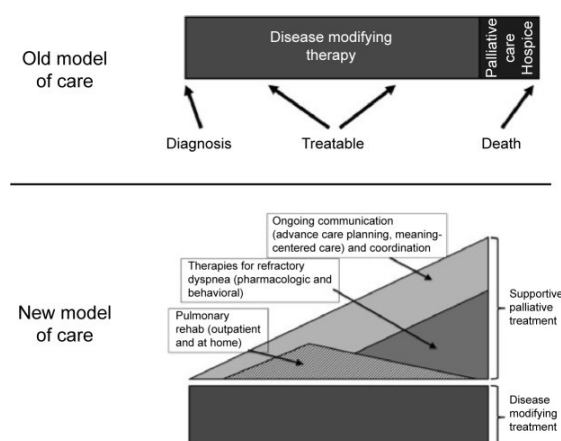 Old model
of care
Disease modifying
therapy
Palliative
care
Hospice
Diagnosis
Treatable
Death
New model
of care
Ongoing communication
(advance care planning, meaning-
centered care) and coordination
Therapies for refractory
dyspnea (pharmacologic and
behavioral)
Pulmonary
rehab (outpatient
and at home)
Supportive
palliative
treatment
Disease
modifying
treatment